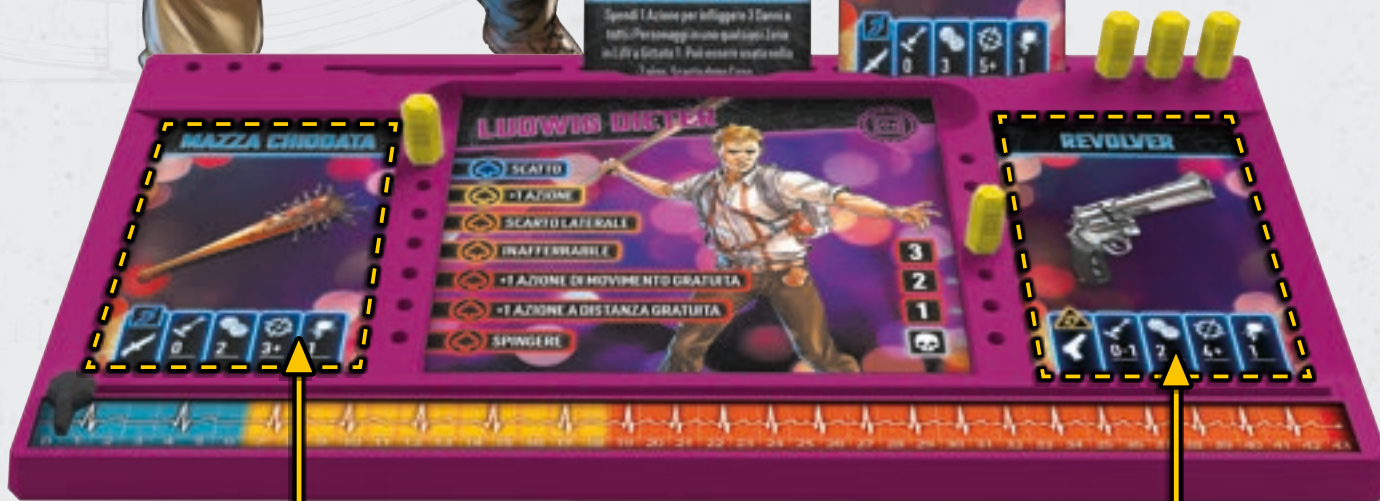 Spendi 1 Azione per infliggere 3 Danni a
tutti i Personaggi in una qualsiasi Zona
in LdV a Gittata 1. Può essere usata nella
0 3 5+ 1
MAZZA CHIODATA
0 2 3+ 1
LUDWIG DIETER
SCATTO
+1 AZIONE
SCARTO LATERALE
INAFFERRABILE
+1 AZIONE DI MOVIMENTO GRATUITA
+1 AZIONE A DISTANZA GRATUITA
SPINGERE
3
2
1
REVOLVER
0-1 2 4+ 1